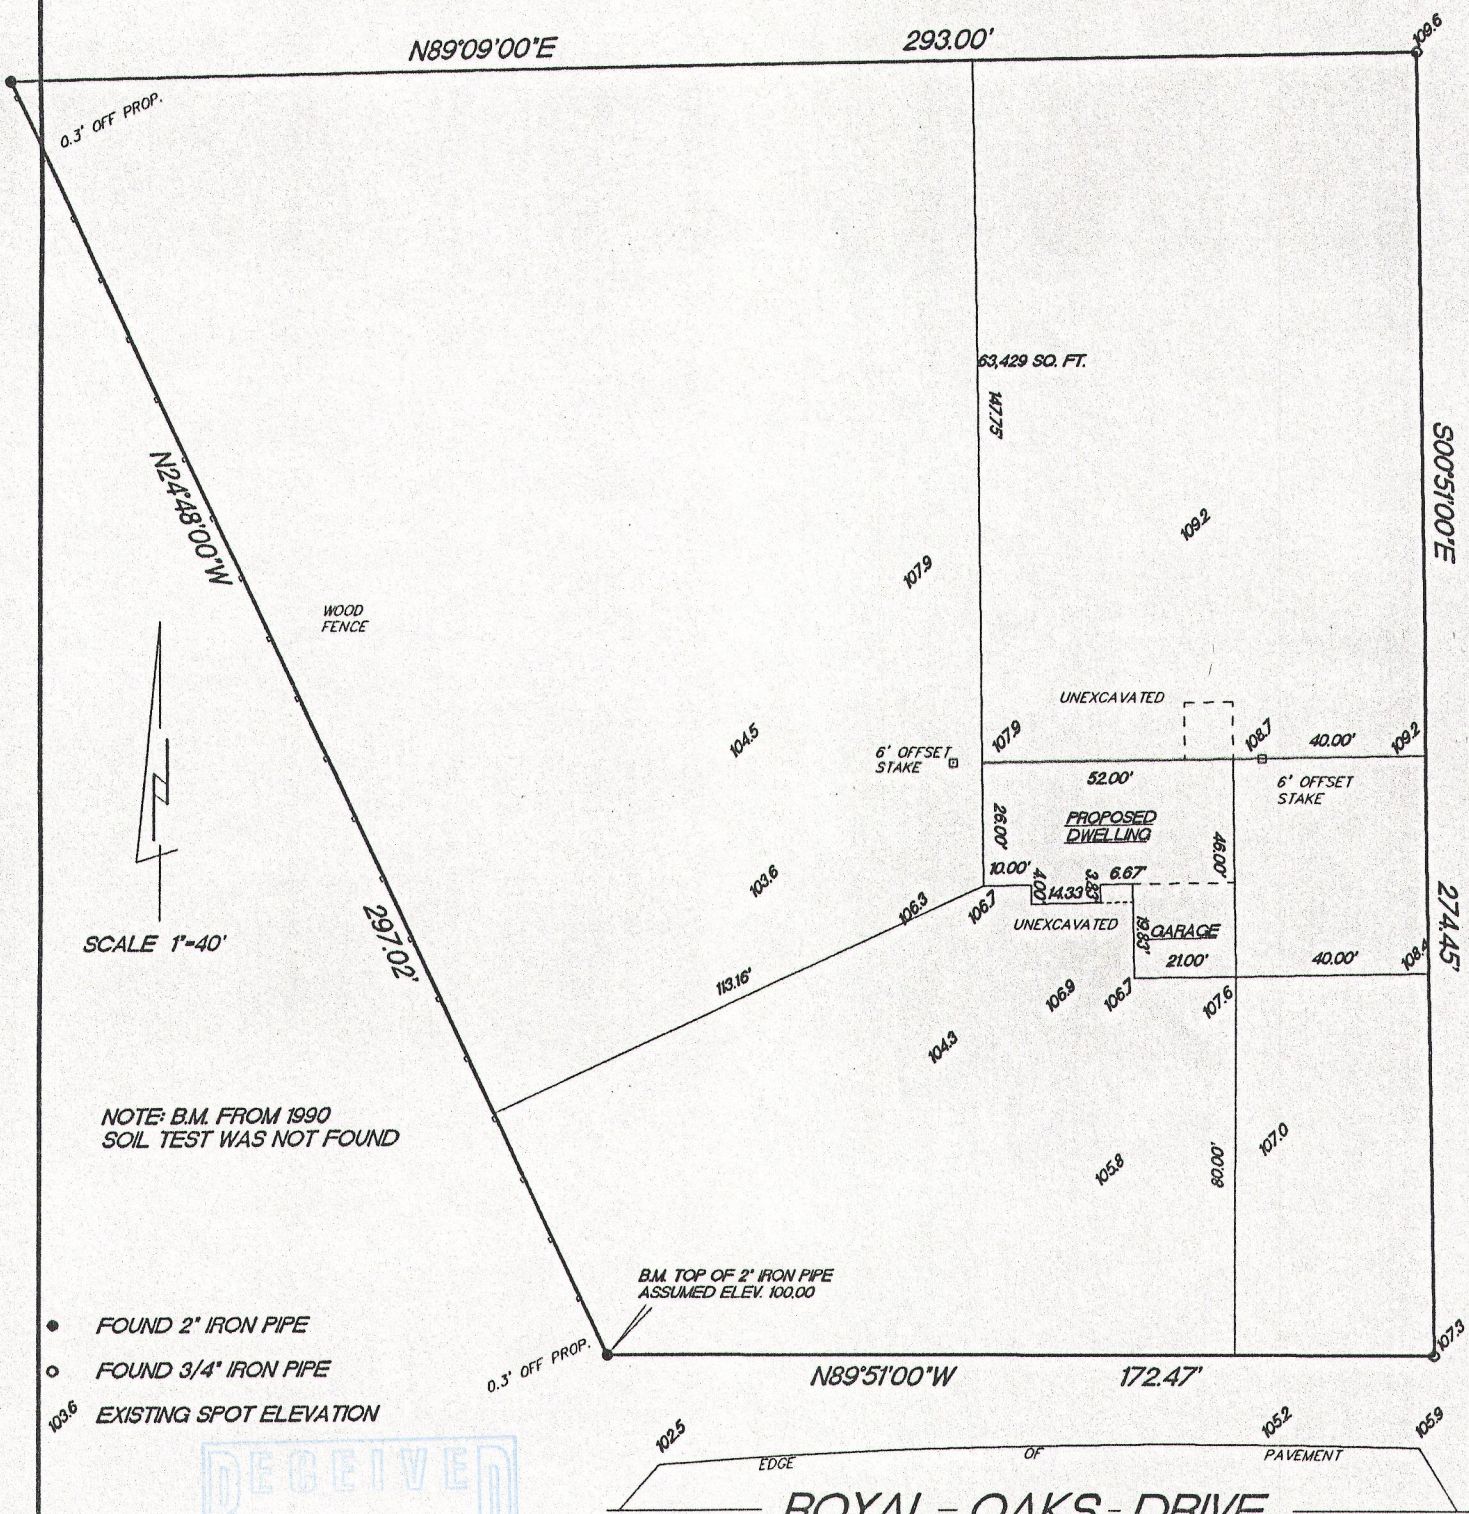 109.6
N89°09'00"E
293.00'
0.3' OFF PROP.
63,429 SQ. FT.
147.75'
S00°51'00"E
N24°48'00"W
109.2
107.9
WOOD
FENCE
UNEXCAVATED
104.5
6' OFFSET
STAKE
107.9
108.7
40.00'
109.2
52.00'
6' OFFSET
STAKE
26.00'
PROPOSED
DWELLING
46.00'
103.6
10.00'
4.00'
14.33
3.83'
6.67'
106.3
106.7
UNEXCAVATED
19.83'
GARAGE
21.00'
40.00'
108.4
274.45'
297.02'
SCALE 1"=40'
113.16'
106.9
106.7
107.6
104.3
NOTE: B.M. FROM 1990
SOIL TEST WAS NOT FOUND
105.8
80.00'
107.0
B.M. TOP OF 2" IRON PIPE
ASSUMED ELEV. 100.00
FOUND 2" IRON PIPE
FOUND 3/4" IRON PIPE
103.6 EXISTING SPOT ELEVATION
0.3' OFF PROP.
N89°51'00"W
172.47'
107.3
102.5
105.2
105.9
EDGE OF PAVEMENT
RECEIVED
ROYAL - OAKS - DRIVE